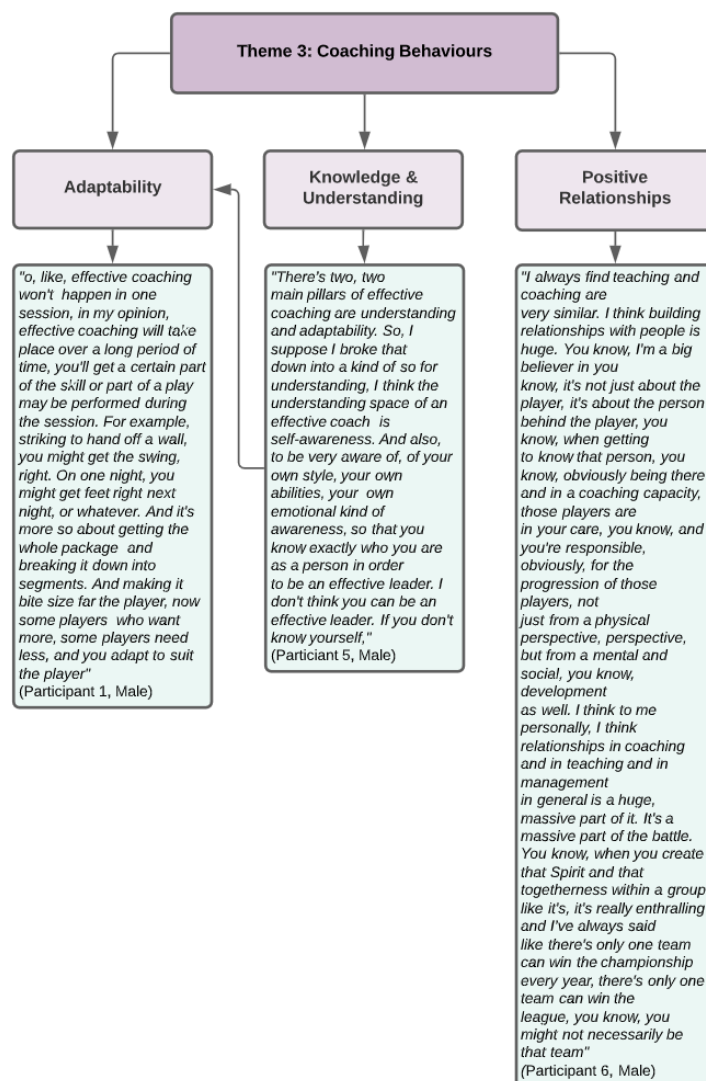 Theme 3: Coaching Behaviours
Adaptability
"o, like, effective coaching
won't  happen in one
session, in my opinion,
effective coaching will take
place over a long period of
time, you'll get a certain part
of the skill or part of a play
may be performed during
the session. For example,
striking to hand off a wall,
you might get the swing,
right. On one night, you
might get feet right next
night, or whatever. And it's
more so about getting the
whole package  and
breaking it down into
segments. And making it
bite size far the player, now
some players  who want
more, some players need
less, and you adapt to suit
the player"
(Participant 1, Male)
Knowledge &
Understanding
"There's two, two
main pillars of effective
coaching are understanding
and adaptability. So, I
suppose I broke that
down into a kind of so for
understanding, I think the
understanding space of an
effective coach  is
self-awareness. And also,
to be very aware of, of your
own style, your own
abilities, your  own
emotional kind of
awareness, so that you
know exactly who you are
as a person in order
to be an effective leader. I
don't think you can be an
effective leader. If you don't
know yourself,"
(Particiant 5, Male)
Positive
Relationships
"I always find teaching and
coaching are
very similar. I think building
relationships with people is
huge. You know, I'm a big
believer in you
know, it's not just about the
player, it's about the person
behind the player, you
know, when getting
to know that person, you
know, obviously being there
and in a coaching capacity,
those players are
in your care, you know, and
you're responsible,
obviously, for the
progression of those
players, not
just from a physical
perspective, perspective,
but from a mental and
social, you know,
development
as well. I think to me
personally, I think
relationships in coaching
and in teaching and in
management
in general is a huge,
massive part of it. It's a
massive part of the battle.
You know, when you create
that Spirit and that
togetherness within a group
like it's, it's really enthralling
and I've always said
like there's only one team
can win the championship
every year, there's only one
team can win the
league, you know, you
might not necessarily be
that team"
(Participant 6, Male)